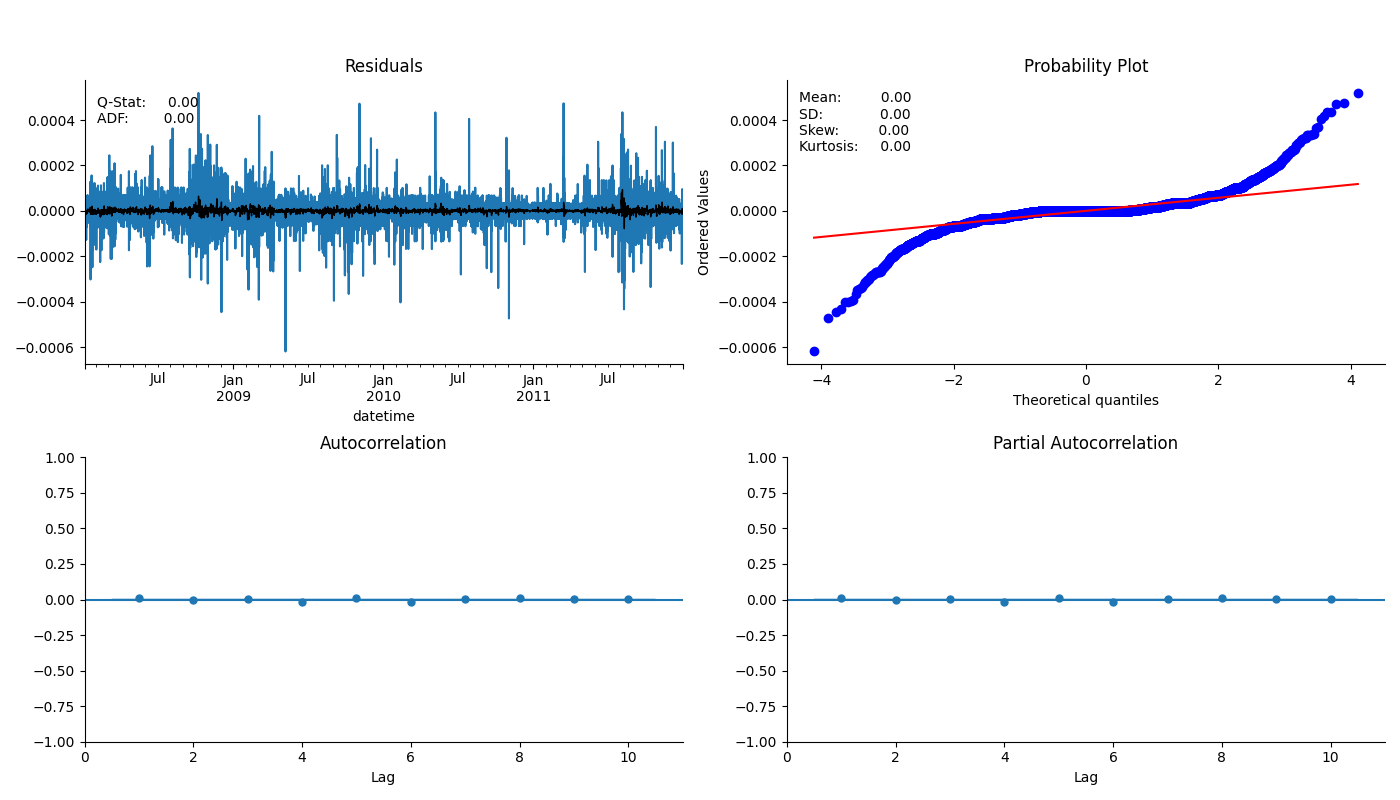 Residuals
Q-Stat: 0.00
ADF: 0.00
0.0004
0.0002
0.0000
−0.0002
−0.0004
−0.0006
Jul Jan Jul Jan Jul Jan Jul
2009 2010 2011
datetime
Probability Plot
Mean: 0.00
SD: 0.00
Skew: 0.00
Kurtosis: 0.00
Ordered Values
0.0004
0.0002
0.0000
−0.0002
−0.0004
−0.0006
−4 −2 0 2 4
Theoretical quantiles
Autocorrelation
1.00
0.75
0.50
0.25
0.00
−0.25
−0.50
−0.75
−1.00
0 2 4 6 8 10
Lag
Partial Autocorrelation
1.00
0.75
0.50
0.25
0.00
−0.25
−0.50
−0.75
−1.00
0 2 4 6 8 10
Lag